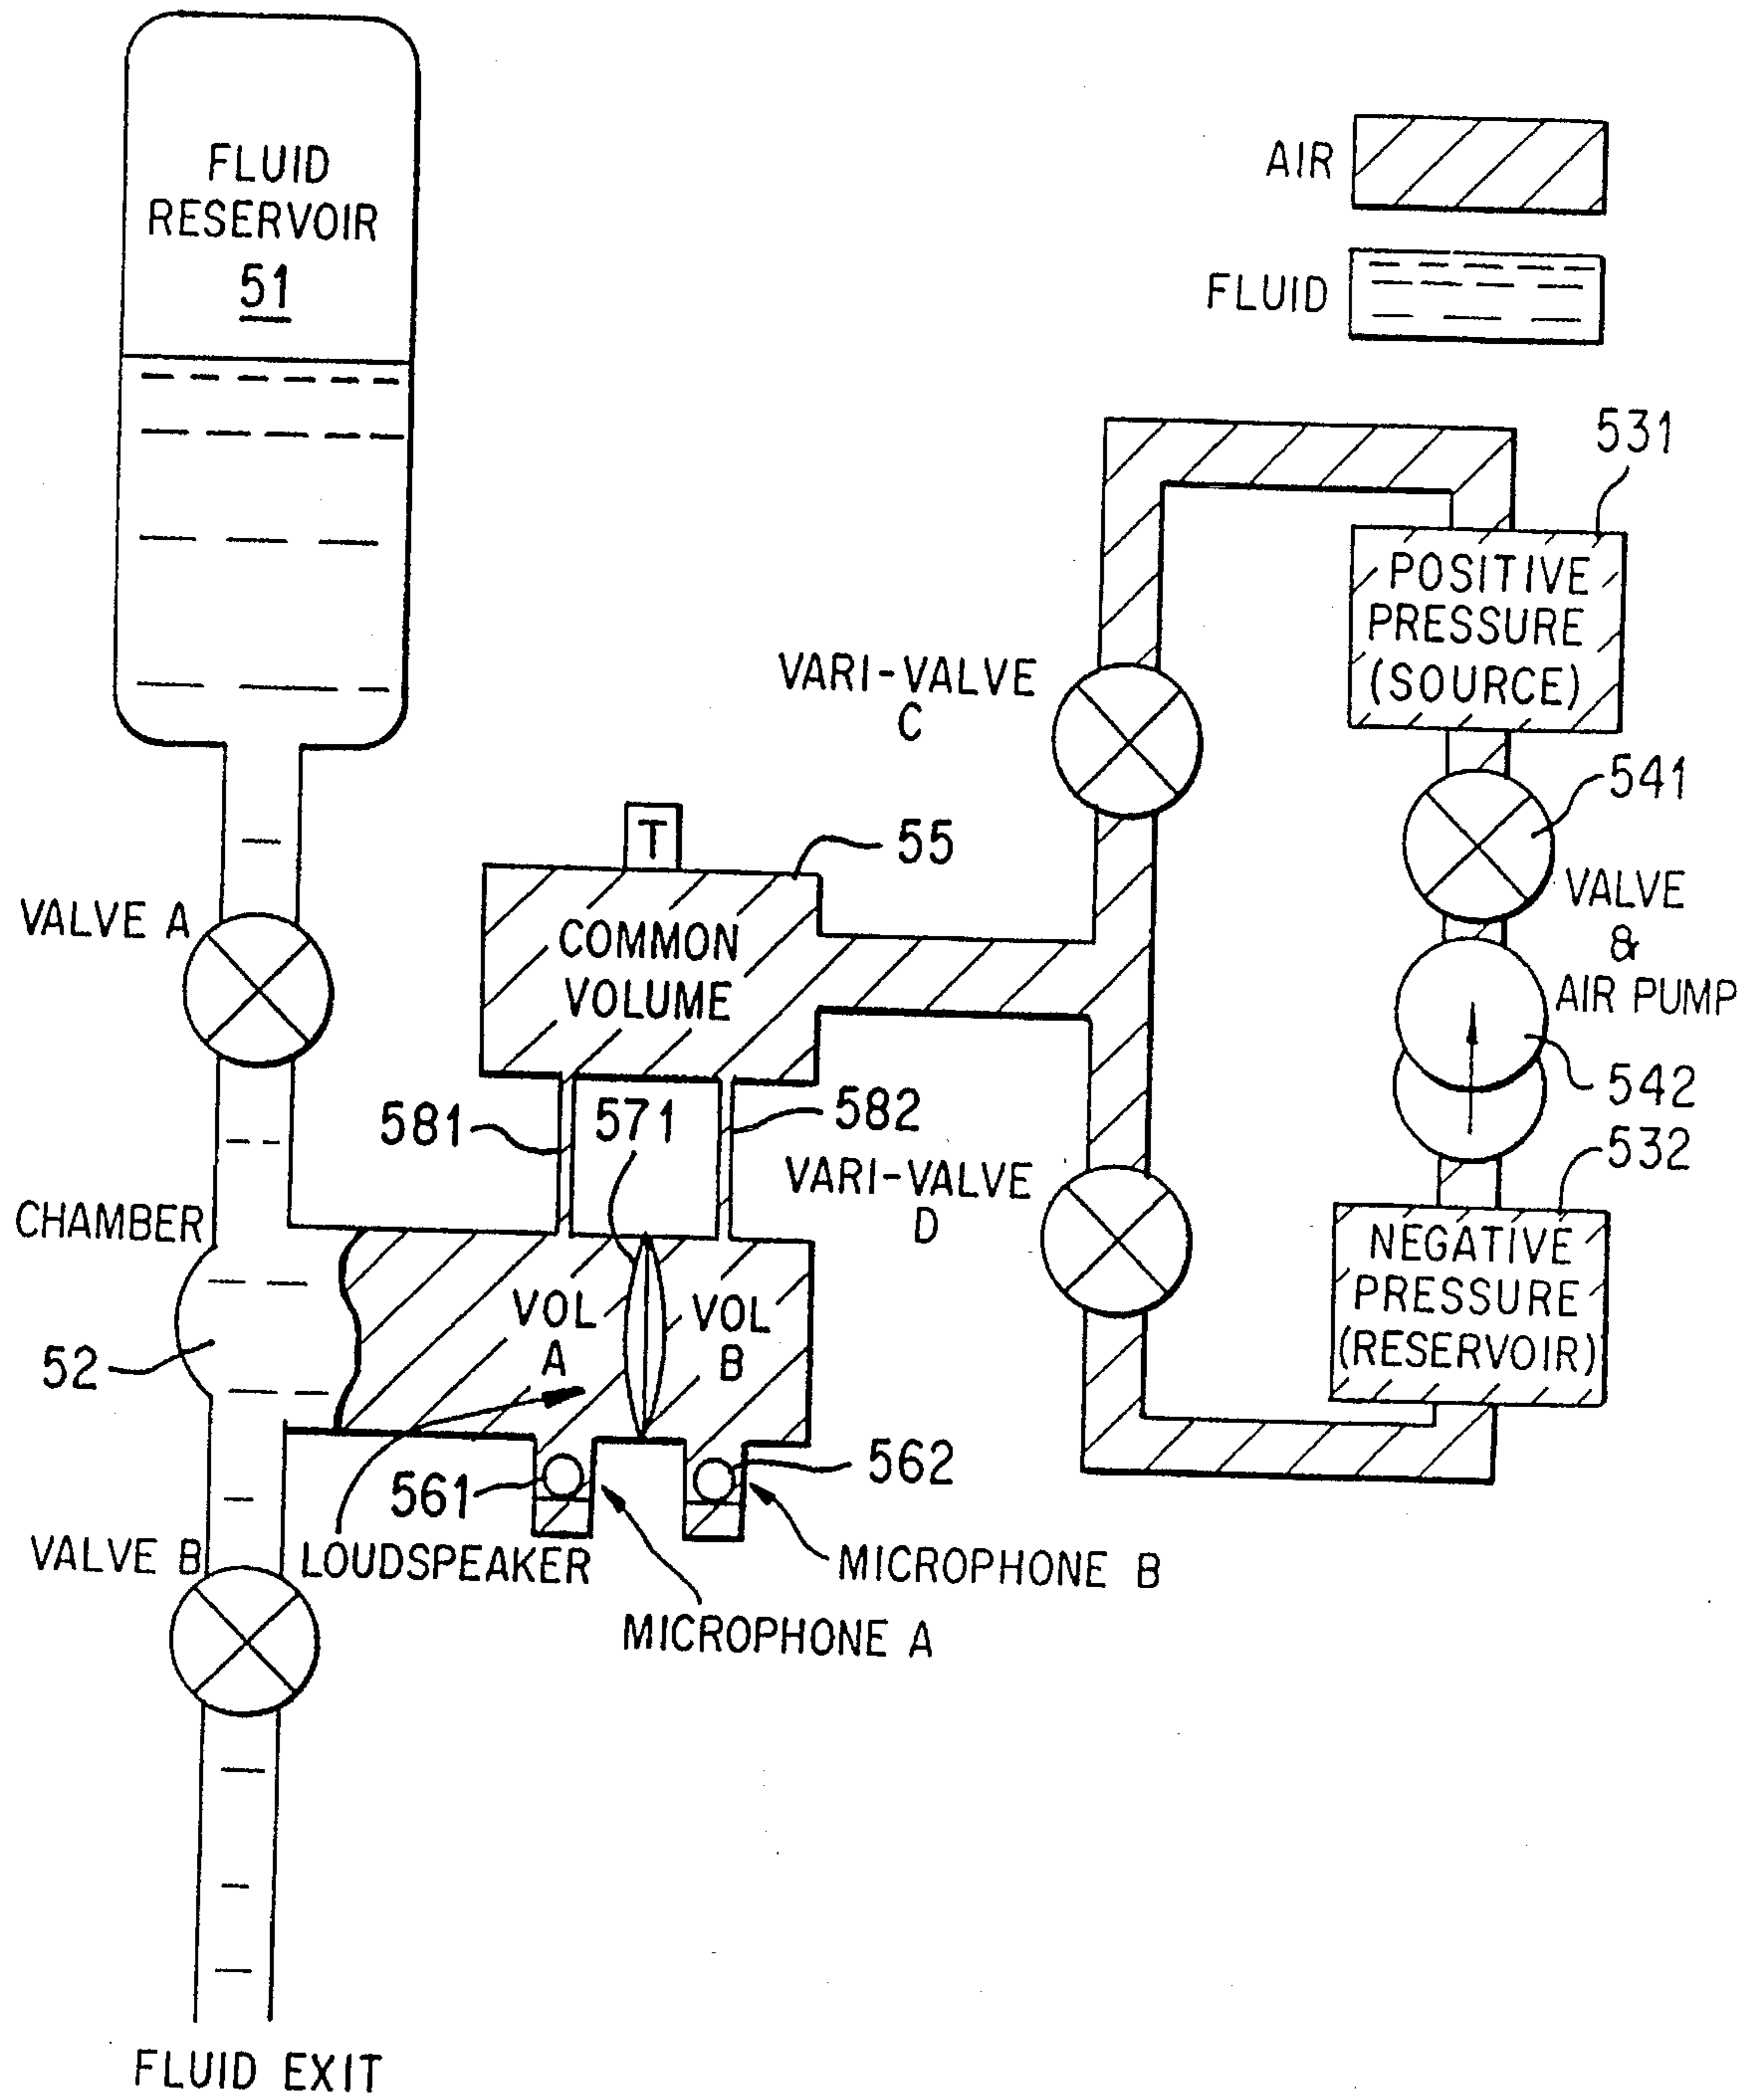 FLUID
RESERVOIR
51
AIR
FLUID
531
POSITIVE
PRESSURE
(SOURCE)
VARI-VALVE
C
541
VALVE
&
AIR PUMP
542
T
55
COMMON
VOLUME
VALVE A
581
571
582
VARI-VALVE
D
532
NEGATIVE
PRESSURE
(RESERVOIR)
CHAMBER
52
VOL
A
VOL
B
561
562
VALVE B
LOUDSPEAKER
MICROPHONE B
MICROPHONE A
FLUID EXIT